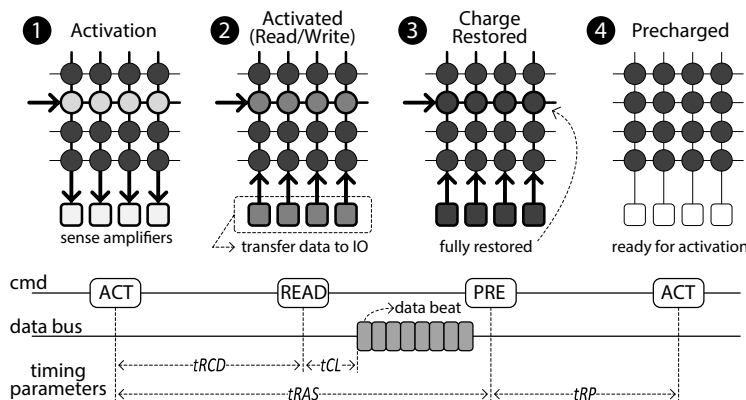 1 Activation
2 Activated
(Read/Write)
3 Charge
Restored
4 Precharged
sense amplifiers
transfer data to IO
fully restored
ready for activation
cmd
ACT
READ
PRE
ACT
data bus
data beat
timing
parameters
tRCD
tCL
tRAS
tRP